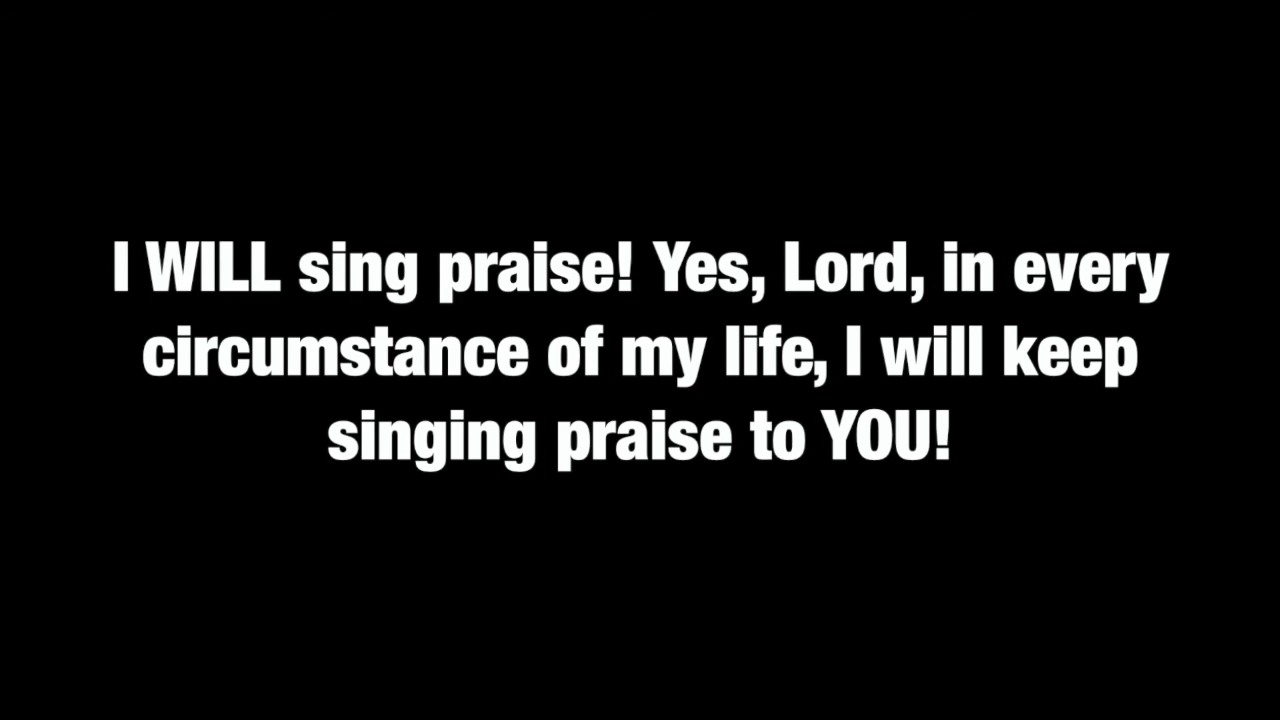 I WILL sing praise! Yes, Lord, in every
circumstance of my life, I will keep
singing praise to YOU!